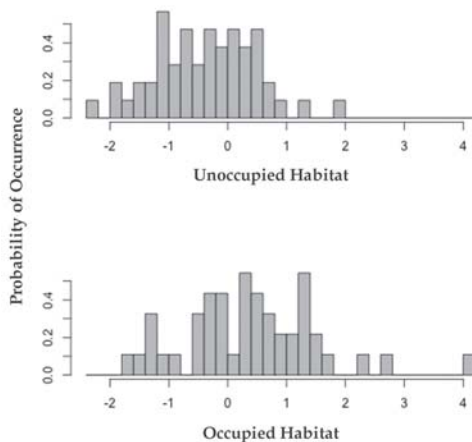 Probability of Occurrence
0.0 0.2 0.4
-2 -1 0 1 2 3 4
Unoccupied Habitat
0.0 0.2 0.4
-2 -1 0 1 2 3 4
Occupied Habitat